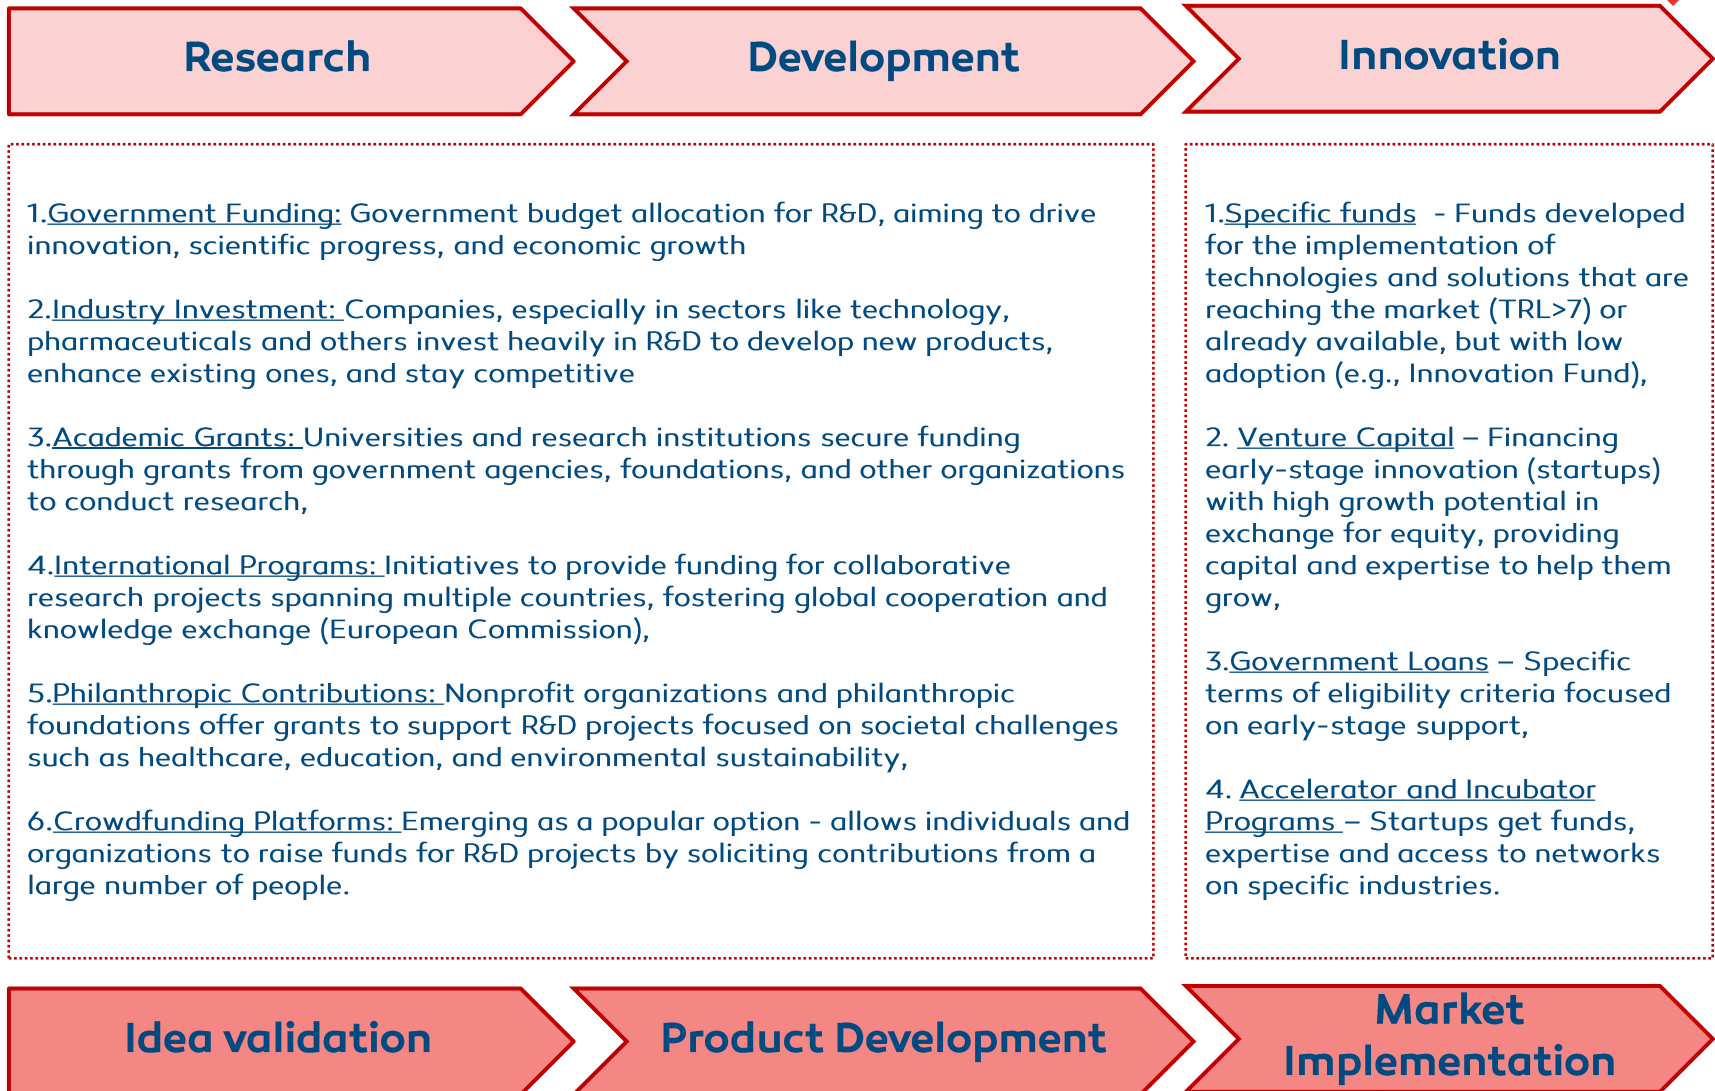 Research
Development
Innovation
1.Government Funding: Government budget allocation for R&D, aiming to drive
innovation, scientific progress, and economic growth
2.Industry Investment: Companies, especially in sectors like technology,
pharmaceuticals and others invest heavily in R&D to develop new products,
enhance existing ones, and stay competitive
3.Academic Grants: Universities and research institutions secure funding
through grants from government agencies, foundations, and other organizations
to conduct research,
4.International Programs: Initiatives to provide funding for collaborative
research projects spanning multiple countries, fostering global cooperation and
knowledge exchange (European Commission),
5.Philanthropic Contributions: Nonprofit organizations and philanthropic
foundations offer grants to support R&D projects focused on societal challenges
such as healthcare, education, and environmental sustainability,
6.Crowdfunding Platforms: Emerging as a popular option - allows individuals and
organizations to raise funds for R&D projects by soliciting contributions from a
large number of people.
1.Specific funds  - Funds developed
for the implementation of
technologies and solutions that are
reaching the market (TRL>7) or
already available, but with low
adoption (e.g., Innovation Fund),
2. Venture Capital – Financing
early-stage innovation (startups)
with high growth potential in
exchange for equity, providing
capital and expertise to help them
grow,
3.Government Loans – Specific
terms of eligibility criteria focused
on early-stage support,
4. Accelerator and Incubator
Programs – Startups get funds,
expertise and access to networks
on specific industries.
Idea validation
Product Development
Market
Implementation